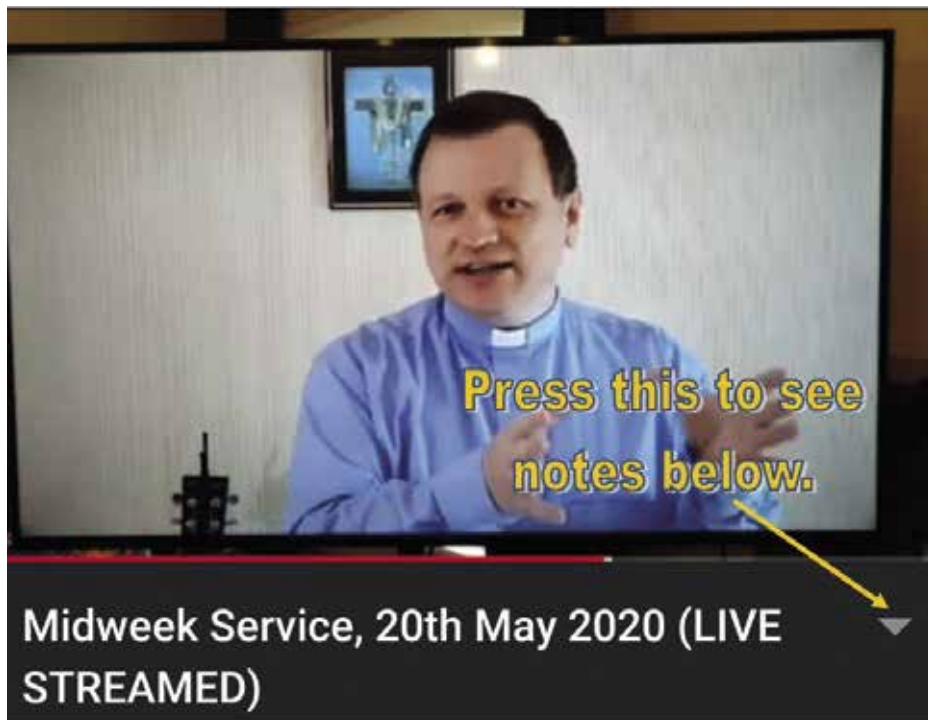 Press this to see
notes below.
Midweek Service, 20th May 2020 (LIVE
STREAMED)